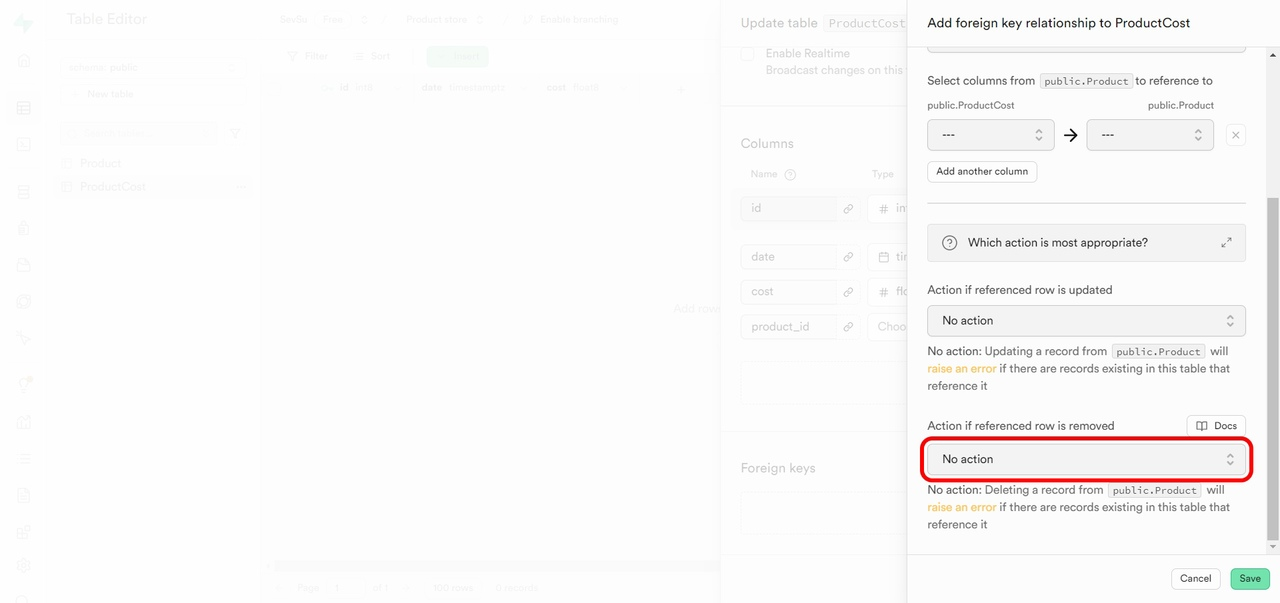 Table Editor
SevSu Free / Product store / Enable branching
schema: public
New table
Product
ProductCost
Filter Sort Insert
id int8 date timestamptz cost float8
Add rows
Page 1 of 1 100 rows 0 records
Update table ProductCost
Enable Realtime
Broadcast changes on this
Columns
Name Type
id # in
date tin
cost # flo
product_id Choo
Foreign keys
Add foreign key relationship to ProductCost
Select columns from public.Product to reference to
public.ProductCost public.Product
--- → ---
Add another column
Which action is most appropriate?
Action if referenced row is updated
No action
No action: Updating a record from public.Product will
raise an error if there are records existing in this table that
reference it
Action if referenced row is removed Docs
No action
No action: Deleting a record from public.Product will
raise an error if there are records existing in this table that
reference it
Cancel Save